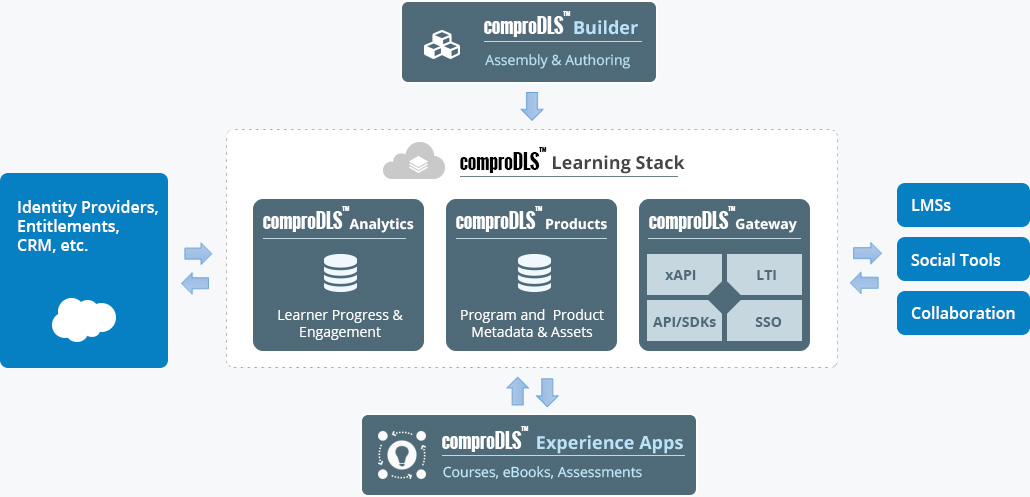 comproDLS™ Builder
Assembly & Authoring
comproDLS™ Learning Stack
Identity Providers,
Entitlements,
CRM, etc.
comproDLS™ Analytics
Learner Progress &
Engagement
comproDLS™ Products
Program and Product
Metadata & Assets
comproDLS™ Gateway
xAPI
LTI
API/SDKs
SSO
LMSs
Social Tools
Collaboration
comproDLS™ Experience Apps
Courses, eBooks, Assessments